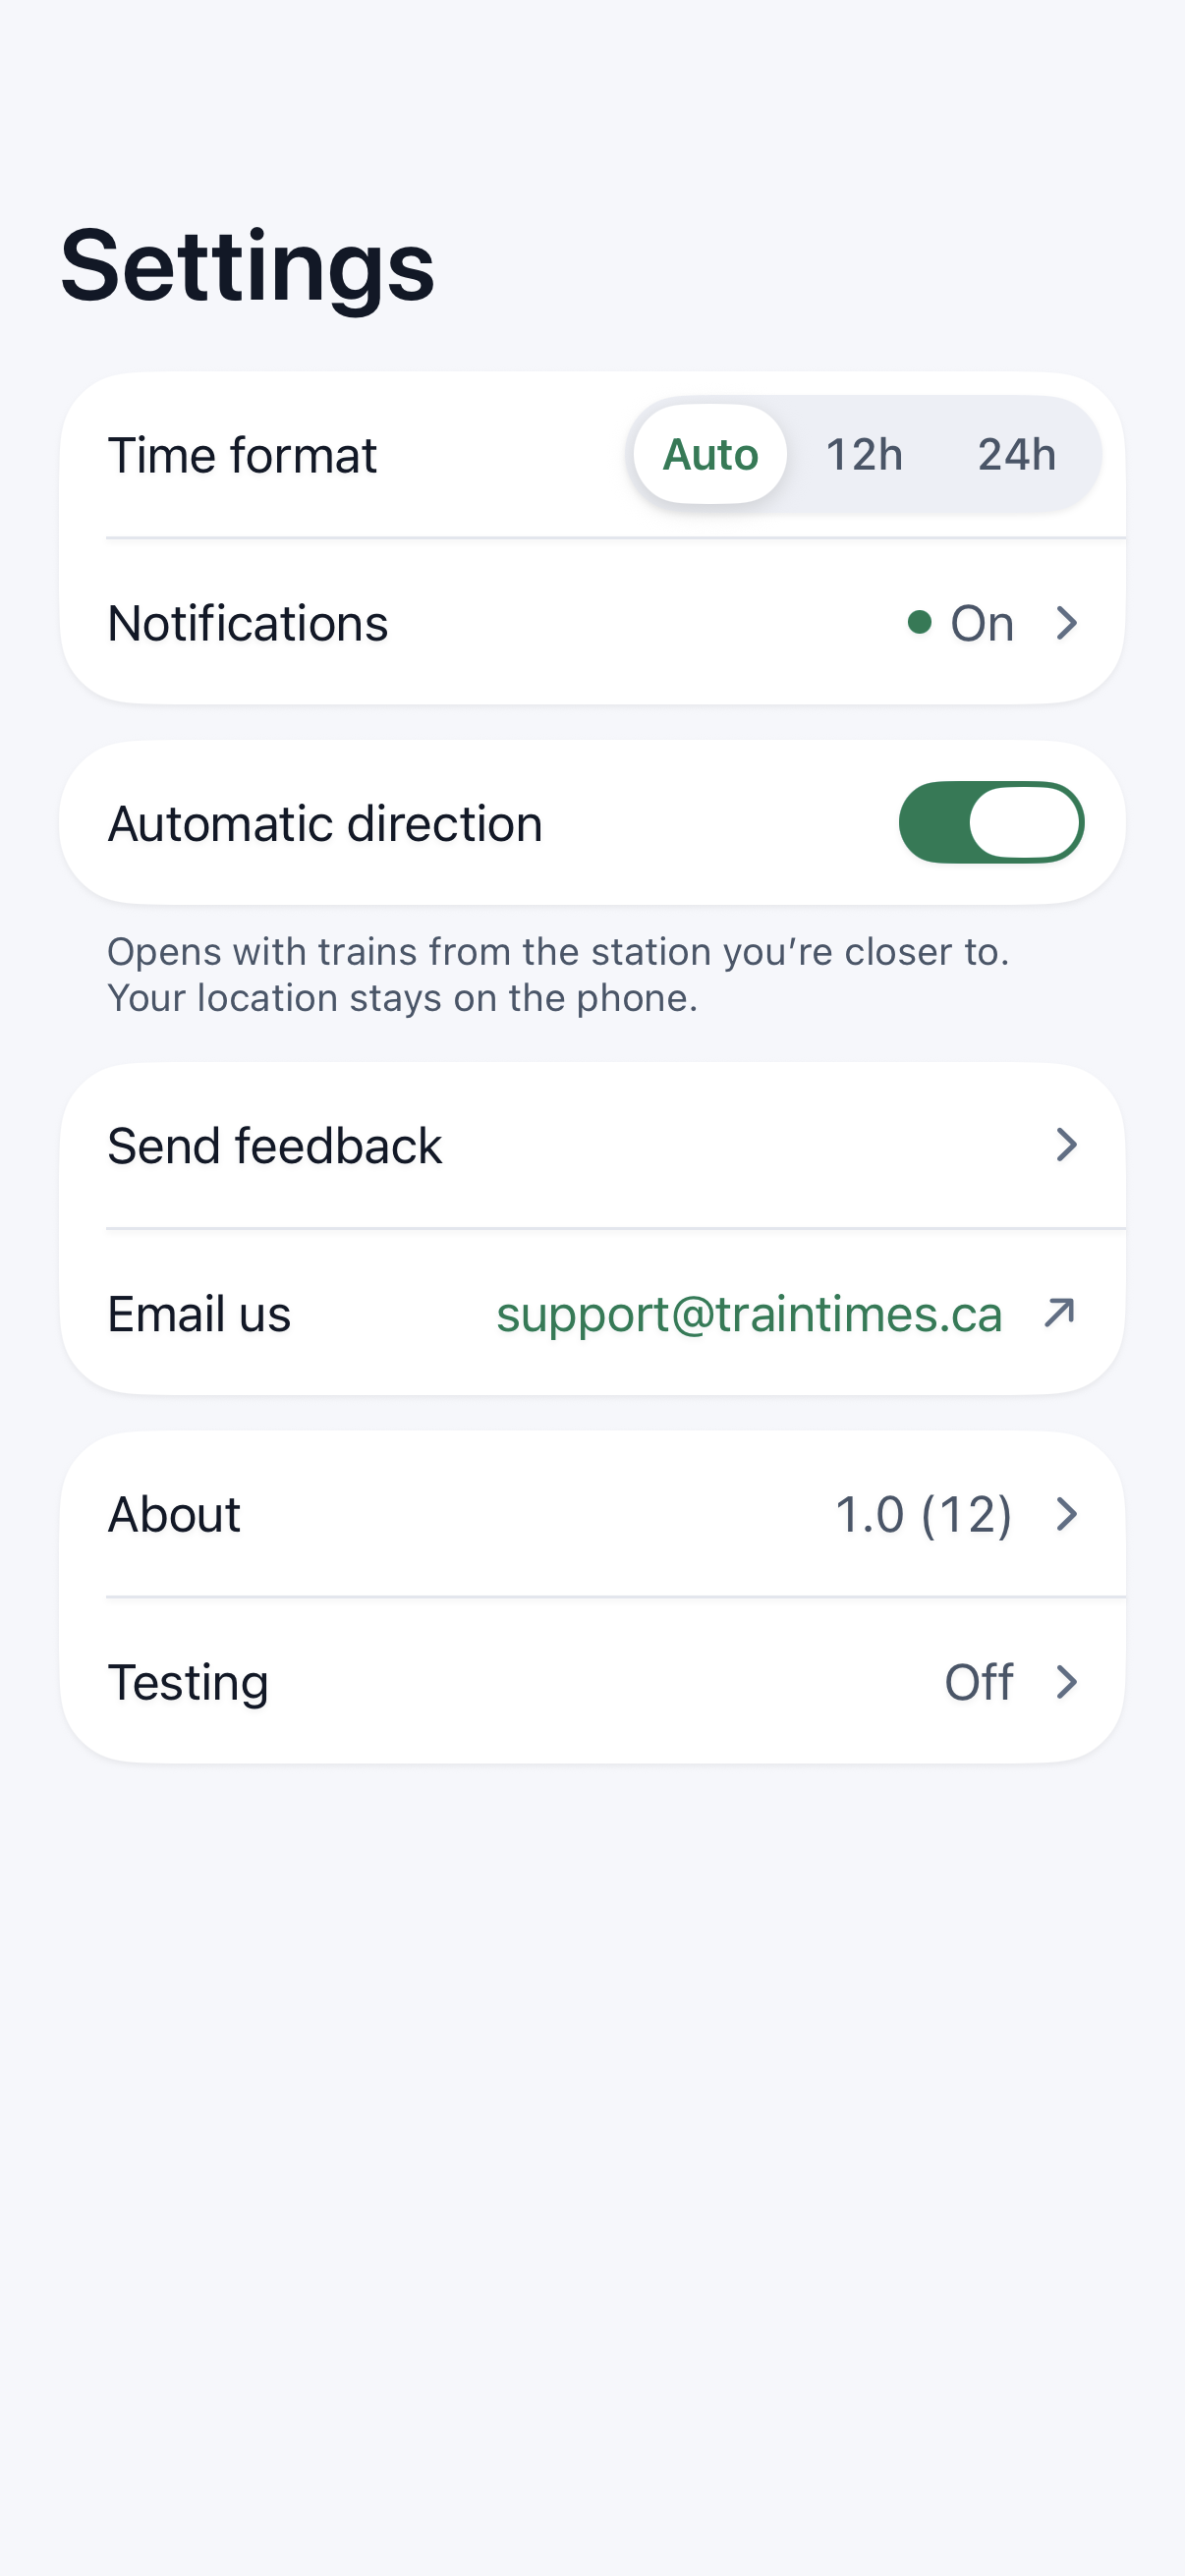 Settings
Time format Auto 12h 24h
Notifications On
Automatic direction
Opens with trains from the station you’re closer to.
Your location stays on the phone.
Send feedback
Email us support@traintimes.ca
About 1.0 (12)
Testing Off